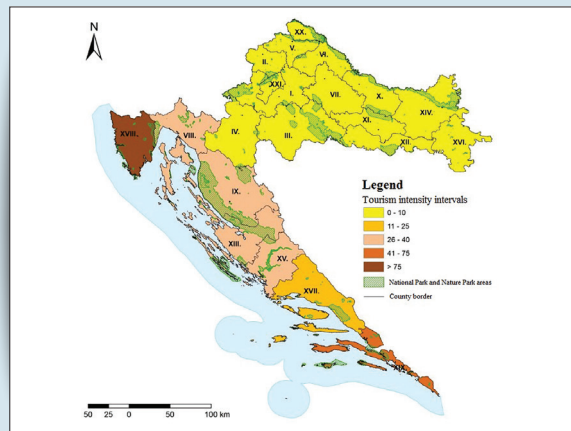 N
XX.
V.
II.
VI.
XXI.
I.
VII.
X.
XIV.
XI.
IV.
III.
XII.
XVI.
XVIII.
VIII.
IX.
XIII.
XV.
XVII.
XIX.
Legend
Tourism intensity intervals
0 - 10
11 - 25
26 - 40
41 - 75
> 75
National Park and Nature Park areas
County border
50 25 0 50 100 km